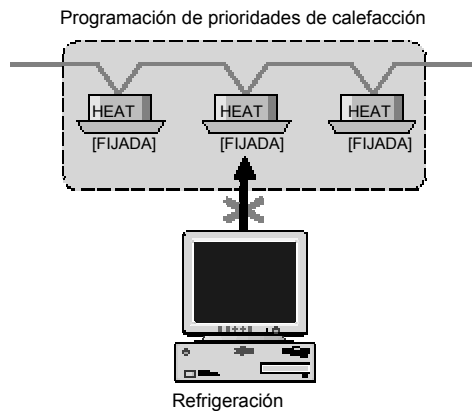 Programación de prioridades de calefacción
HEAT HEAT HEAT
[FIJADA] [FIJADA] [FIJADA]
Refrigeración